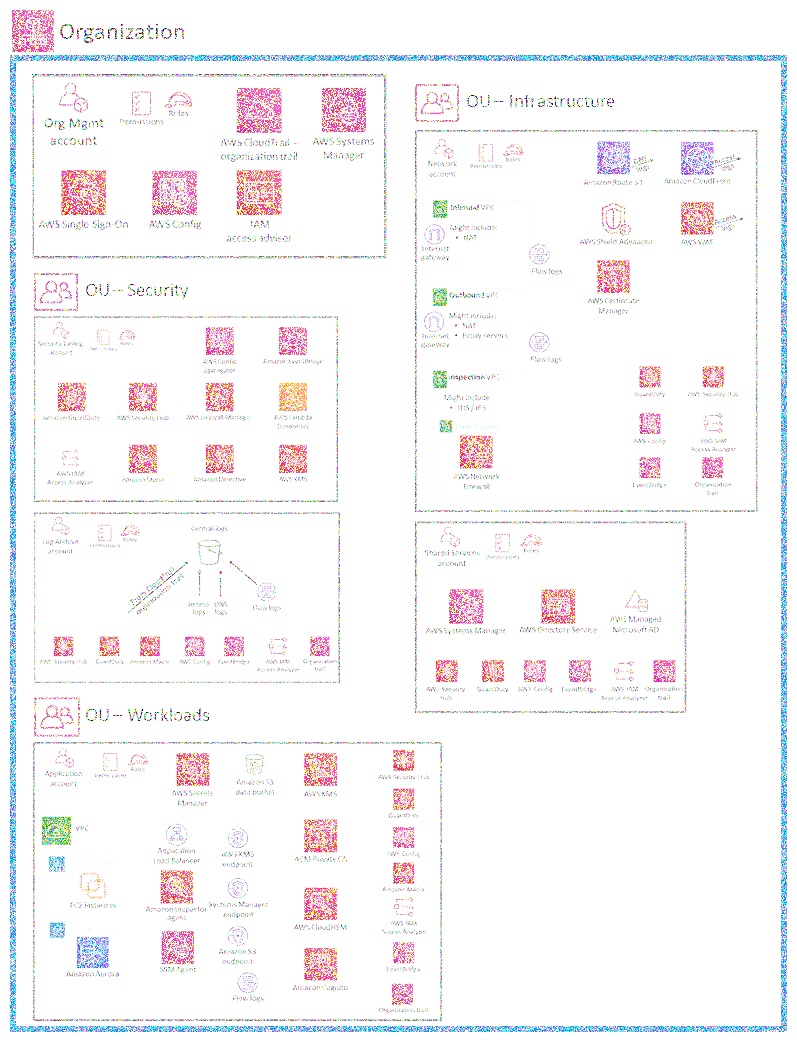 Organization
Org Mgmt
account
Permissions
Roles
AWS CloudTrail –
organization trail
AWS Systems
Manager
AWS Single Sign-On
AWS Config
IAM
access advisor
OU – Security
Security Tooling
account
Roles
AWS Config
aggregator
Amazon EventBridge
Amazon GuardDuty
AWS Security Hub
AWS Firewall Manager
AWS Lambda
AWS IAM
Access Analyzer
Amazon Macie
Amazon Detective
AWS KMS
Log Archive
account
Permissions
Roles
Central logs
From CloudTrail
organization trail
Access
logs
DNS
logs
Flow logs
AWS Security Hub
GuardDuty
Amazon Macie
AWS Config
EventBridge
AWS IAM
Access Analyzer
Organization
trail
OU – Workloads
Application
account
Permissions
Roles
AWS Secrets
Manager
Amazon S3
data bucket
AWS KMS
AWS Security Hub
VPC
Application
Load Balancer
AWS KMS
endpoint
ACM Private CA
GuardDuty
AWS Config
EC2 instances
Amazon Inspector
agent
Systems Manager
endpoint
AWS CloudHSM
Amazon Macie
AWS IAM
Access Analyzer
Amazon Aurora
SSM Agent
Amazon S3
endpoint
Flow logs
Amazon Cognito
EventBridge
Organization trail
OU – Infrastructure
Network
account
Permissions
Roles
Amazon Route 53
DNS
logs
Amazon CloudFront
Access
logs
Inbound VPC
Internet
gateway
Might include:
• NAT
Flow logs
AWS Shield Advanced
AWS WAF
Access
logs
AWS Certificate
Manager
Outbound VPC
Internet
gateway
Might include:
• NAT
• Proxy servers
Flow logs
Inspection VPC
Might include
• IDS / IPS
AWS Network
Firewall
GuardDuty
AWS Security Hub
AWS Config
AWS IAM
Access Analyzer
EventBridge
Organization
trail
Shared Services
account
Permissions
Roles
AWS Systems Manager
AWS Directory Service
AWS Managed
Microsoft AD
AWS Security
Hub
GuardDuty
AWS Config
EventBridge
AWS IAM
Access Analyzer
Organization
trail